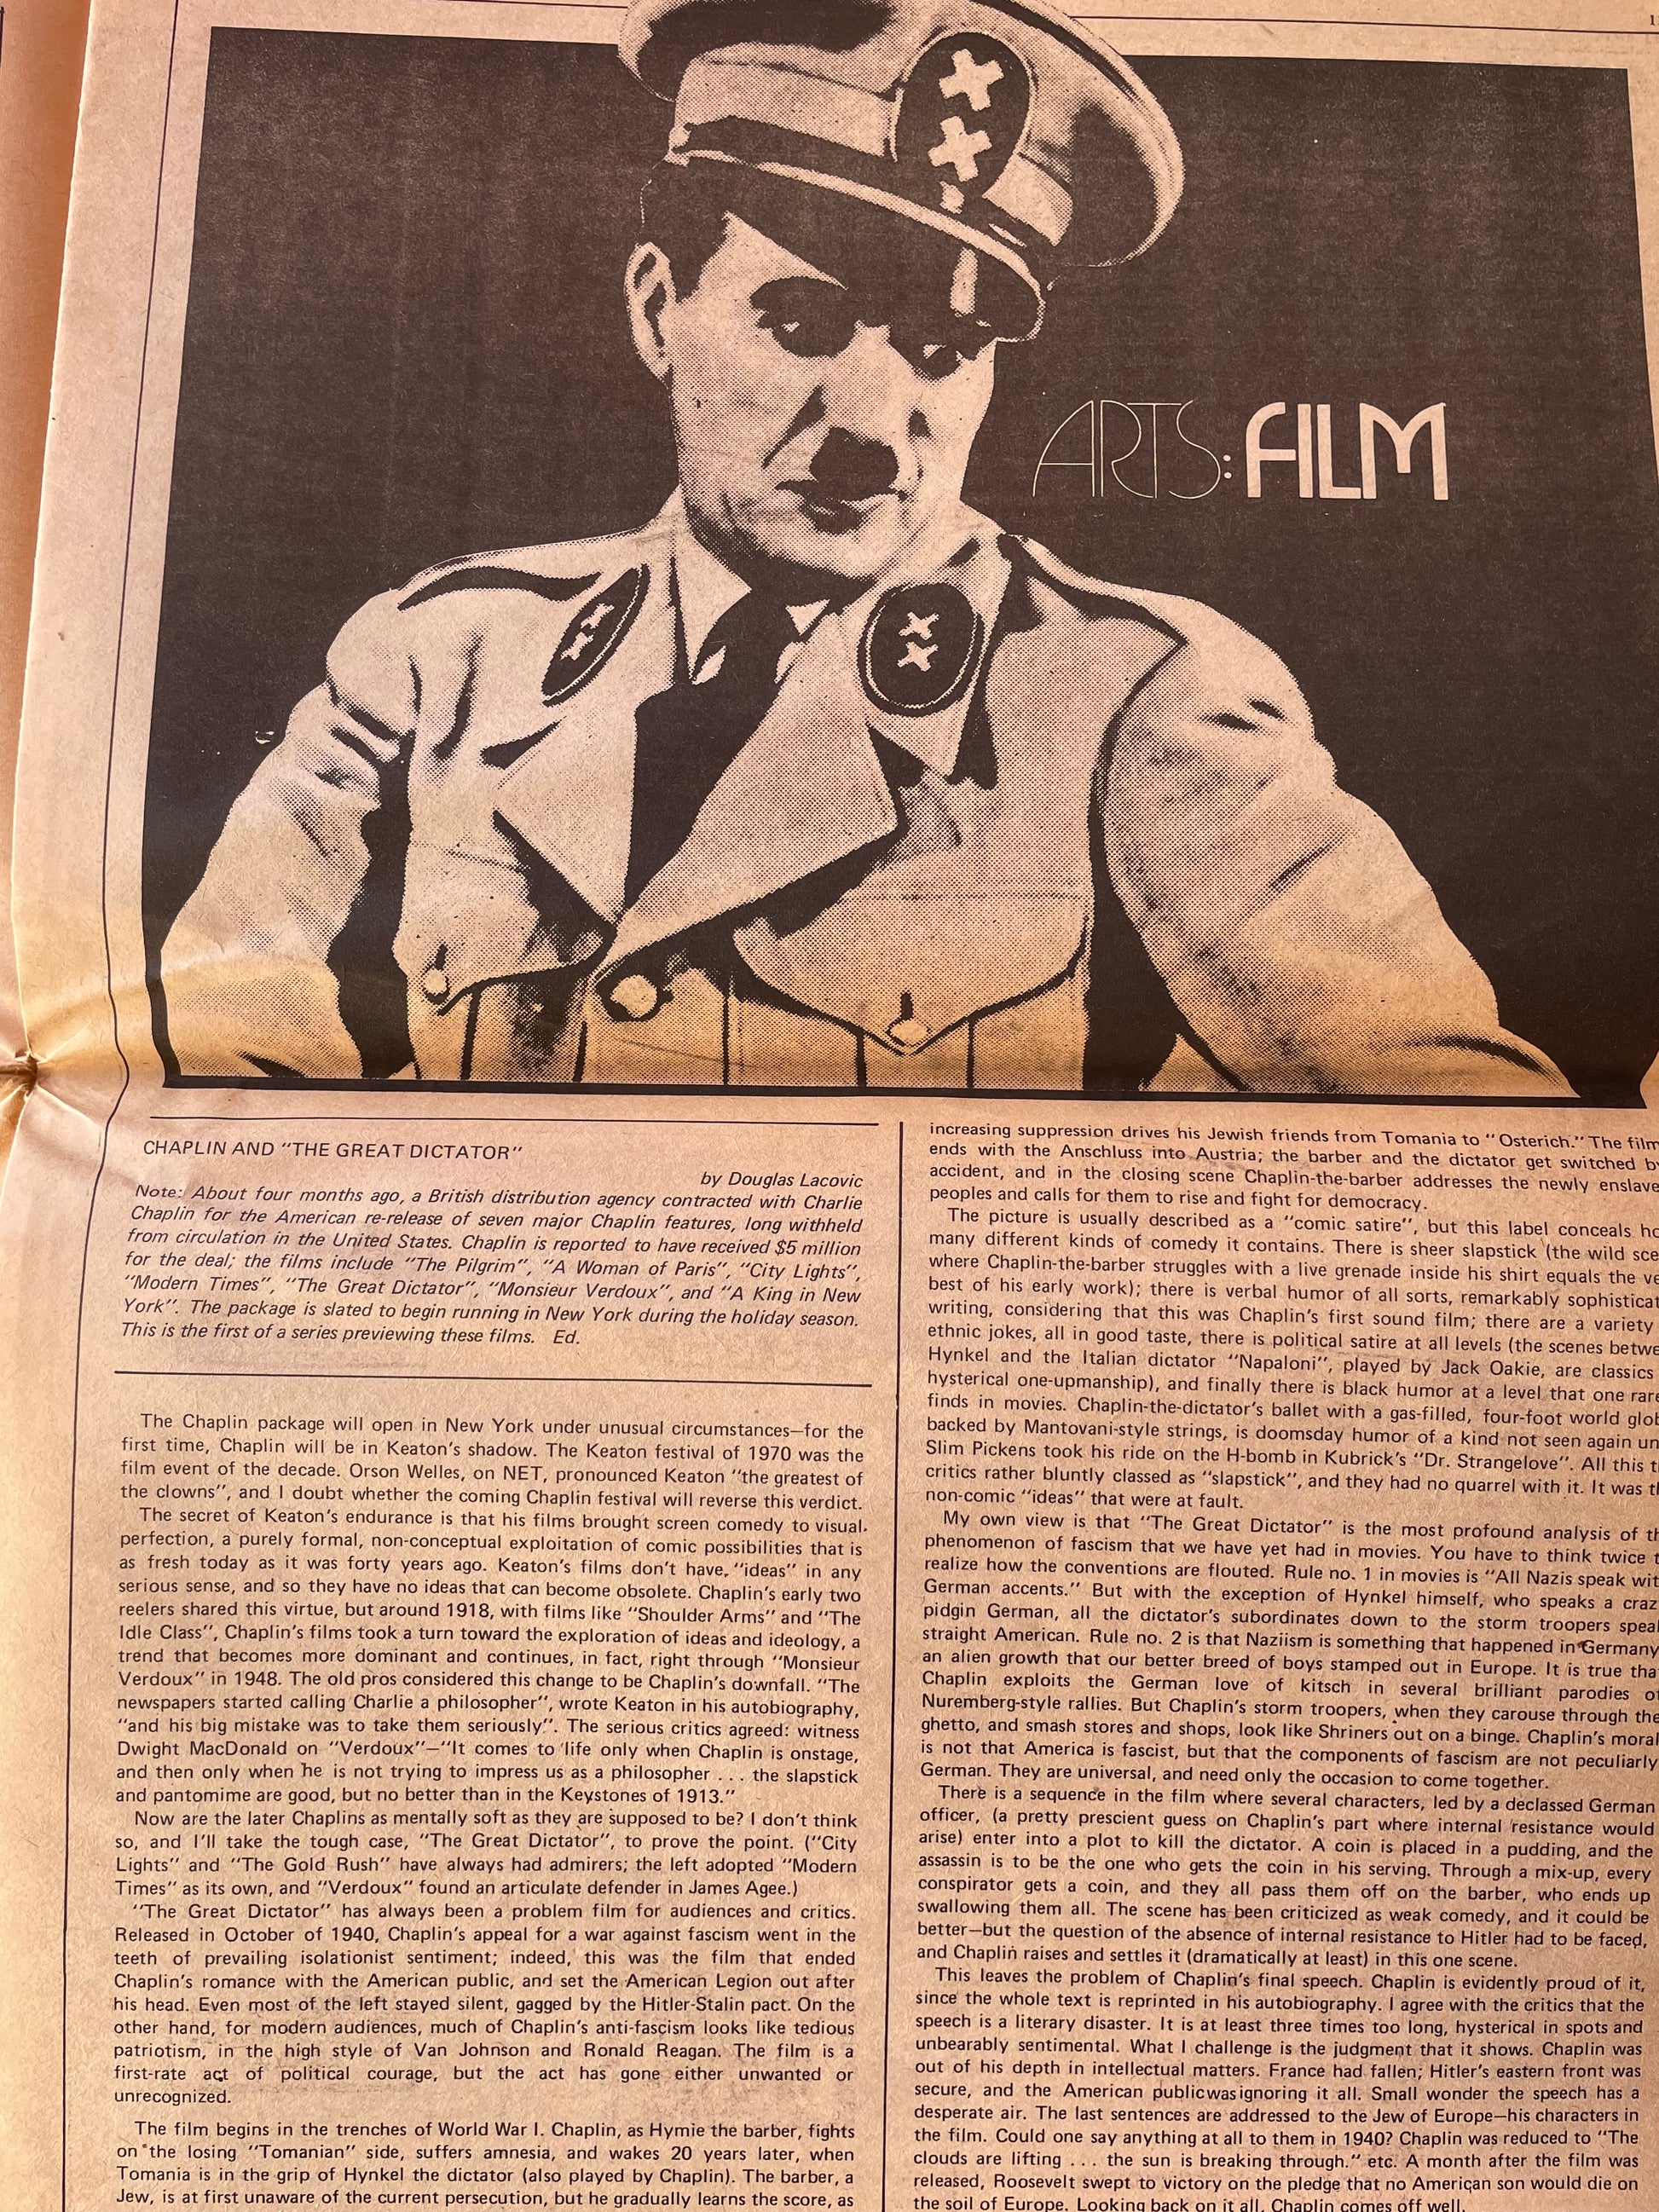 11
ARTS: FILM
CHAPLIN AND "THE GREAT DICTATOR"
by Douglas Lacovic
Note: About four months ago, a British distribution agency contracted with Charlie
Chaplin for the American re-release of seven major Chaplin features, long withheld
from circulation in the United States. Chaplin is reported to have received $5 million
for the deal; the films include "The Pilgrim", "A Woman of Paris", "City Lights",
"Modern Times", "The Great Dictator", "Monsieur Verdoux", and "A King in New
York". The package is slated to begin running in New York during the holiday season.
This is the first of a series previewing these films. Ed.
The Chaplin package will open in New York under unusual circumstances—for the
first time, Chaplin will be in Keaton's shadow. The Keaton festival of 1970 was the
film event of the decade. Orson Welles, on NET, pronounced Keaton "the greatest of
the clowns", and I doubt whether the coming Chaplin festival will reverse this verdict.
The secret of Keaton's endurance is that his films brought screen comedy to visual
perfection, a purely formal, non-conceptual exploitation of comic possibilities that is
as fresh today as it was forty years ago. Keaton's films don't have "ideas" in any
serious sense, and so they have no ideas that can become obsolete. Chaplin's early two
reelers shared this virtue, but around 1918, with films like "Shoulder Arms" and "The
Idle Class", Chaplin's films took a turn toward the exploration of ideas and ideology, a
trend that becomes more dominant and continues, in fact, right through "Monsieur
Verdoux" in 1948. The old pros considered this change to be Chaplin's downfall. "The
newspapers started calling Charlie a philosopher", wrote Keaton in his autobiography,
"and his big mistake was to take them seriously". The serious critics agreed: witness
Dwight MacDonald on "Verdoux"—"It comes to life only when Chaplin is onstage,
and then only when he is not trying to impress us as a philosopher . . . the slapstick
and pantomime are good, but no better than in the Keystones of 1913."
Now are the later Chaplins as mentally soft as they are supposed to be? I don't think
so, and I'll take the tough case, "The Great Dictator", to prove the point. ("City
Lights" and "The Gold Rush" have always had admirers; the left adopted "Modern
Times" as its own, and "Verdoux" found an articulate defender in James Agee.)
"The Great Dictator" has always been a problem film for audiences and critics.
Released in October of 1940, Chaplin's appeal for a war against fascism went in the
teeth of prevailing isolationist sentiment; indeed, this was the film that ended
Chaplin's romance with the American public, and set the American Legion out after
his head. Even most of the left stayed silent, gagged by the Hitler-Stalin pact. On the
other hand, for modern audiences, much of Chaplin's anti-fascism looks like tedious
patriotism, in the high style of Van Johnson and Ronald Reagan. The film is a
first-rate act of political courage, but the act has gone either unwanted or
unrecognized.
The film begins in the trenches of World War I. Chaplin, as Hymie the barber, fights
on the losing "Tomanian" side, suffers amnesia, and wakes 20 years later, when
Tomania is in the grip of Hynkel the dictator (also played by Chaplin). The barber, a
Jew, is at first unaware of the current persecution, but he gradually learns the score, as
increasing suppression drives his Jewish friends from Tomania to "Osterich." The film
ends with the Anschluss into Austria; the barber and the dictator get switched by
accident, and in the closing scene Chaplin-the-barber addresses the newly enslave
peoples and calls for them to rise and fight for democracy.
The picture is usually described as a "comic satire", but this label conceals ho
many different kinds of comedy it contains. There is sheer slapstick (the wild sce
where Chaplin-the-barber struggles with a live grenade inside his shirt equals the ve
best of his early work); there is verbal humor of all sorts, remarkably sophisticat
writing, considering that this was Chaplin's first sound film; there are a variety
ethnic jokes, all in good taste, there is political satire at all levels (the scenes betwe
Hynkel and the Italian dictator "Napaloni", played by Jack Oakie, are classics
hysterical one-upmanship), and finally there is black humor at a level that one rare
finds in movies. Chaplin-the-dictator's ballet with a gas-filled, four-foot world glob
backed by Mantovani-style strings, is doomsday humor of a kind not seen again un
Slim Pickens took his ride on the H-bomb in Kubrick's "Dr. Strangelove". All this t
critics rather bluntly classed as "slapstick", and they had no quarrel with it. It was t
non-comic "ideas" that were at fault.
My own view is that "The Great Dictator" is the most profound analysis of th
phenomenon of fascism that we have yet had in movies. You have to think twice t
realize how the conventions are flouted. Rule no. 1 in movies is "All Nazis speak wit
German accents." But with the exception of Hynkel himself, who speaks a craz
pidgin German, all the dictator's subordinates down to the storm troopers speak
straight American. Rule no. 2 is that Naziism is something that happened in Germany
an alien growth that our better breed of boys stamped out in Europe. It is true tha
Chaplin exploits the German love of kitsch in several brilliant parodies of
Nuremberg-style rallies. But Chaplin's storm troopers, when they carouse through the
ghetto, and smash stores and shops, look like Shriners out on a binge. Chaplin's moral
is not that America is fascist, but that the components of fascism are not peculiarly
German. They are universal, and need only the occasion to come together.
There is a sequence in the film where several characters, led by a declassed German
officer, (a pretty prescient guess on Chaplin's part where internal resistance would
arise) enter into a plot to kill the dictator. A coin is placed in a pudding, and the
assassin is to be the one who gets the coin in his serving. Through a mix-up, every
conspirator gets a coin, and they all pass them off on the barber, who ends up
swallowing them all. The scene has been criticized as weak comedy, and it could be
better—but the question of the absence of internal resistance to Hitler had to be faced,
and Chaplin raises and settles it (dramatically at least) in this one scene.
This leaves the problem of Chaplin's final speech. Chaplin is evidently proud of it,
since the whole text is reprinted in his autobiography. I agree with the critics that the
speech is a literary disaster. It is at least three times too long, hysterical in spots and
unbearably sentimental. What I challenge is the judgment that it shows. Chaplin was
out of his depth in intellectual matters. France had fallen; Hitler's eastern front was
secure, and the American public was ignoring it all. Small wonder the speech has a
desperate air. The last sentences are addressed to the Jew of Europe—his characters in
the film. Could one say anything at all to them in 1940? Chaplin was reduced to "The
clouds are lifting . . . the sun is breaking through." etc. A month after the film was
released, Roosevelt swept to victory on the pledge that no American son would die on
the soil of Europe. Looking back on it all, Chaplin comes off well.